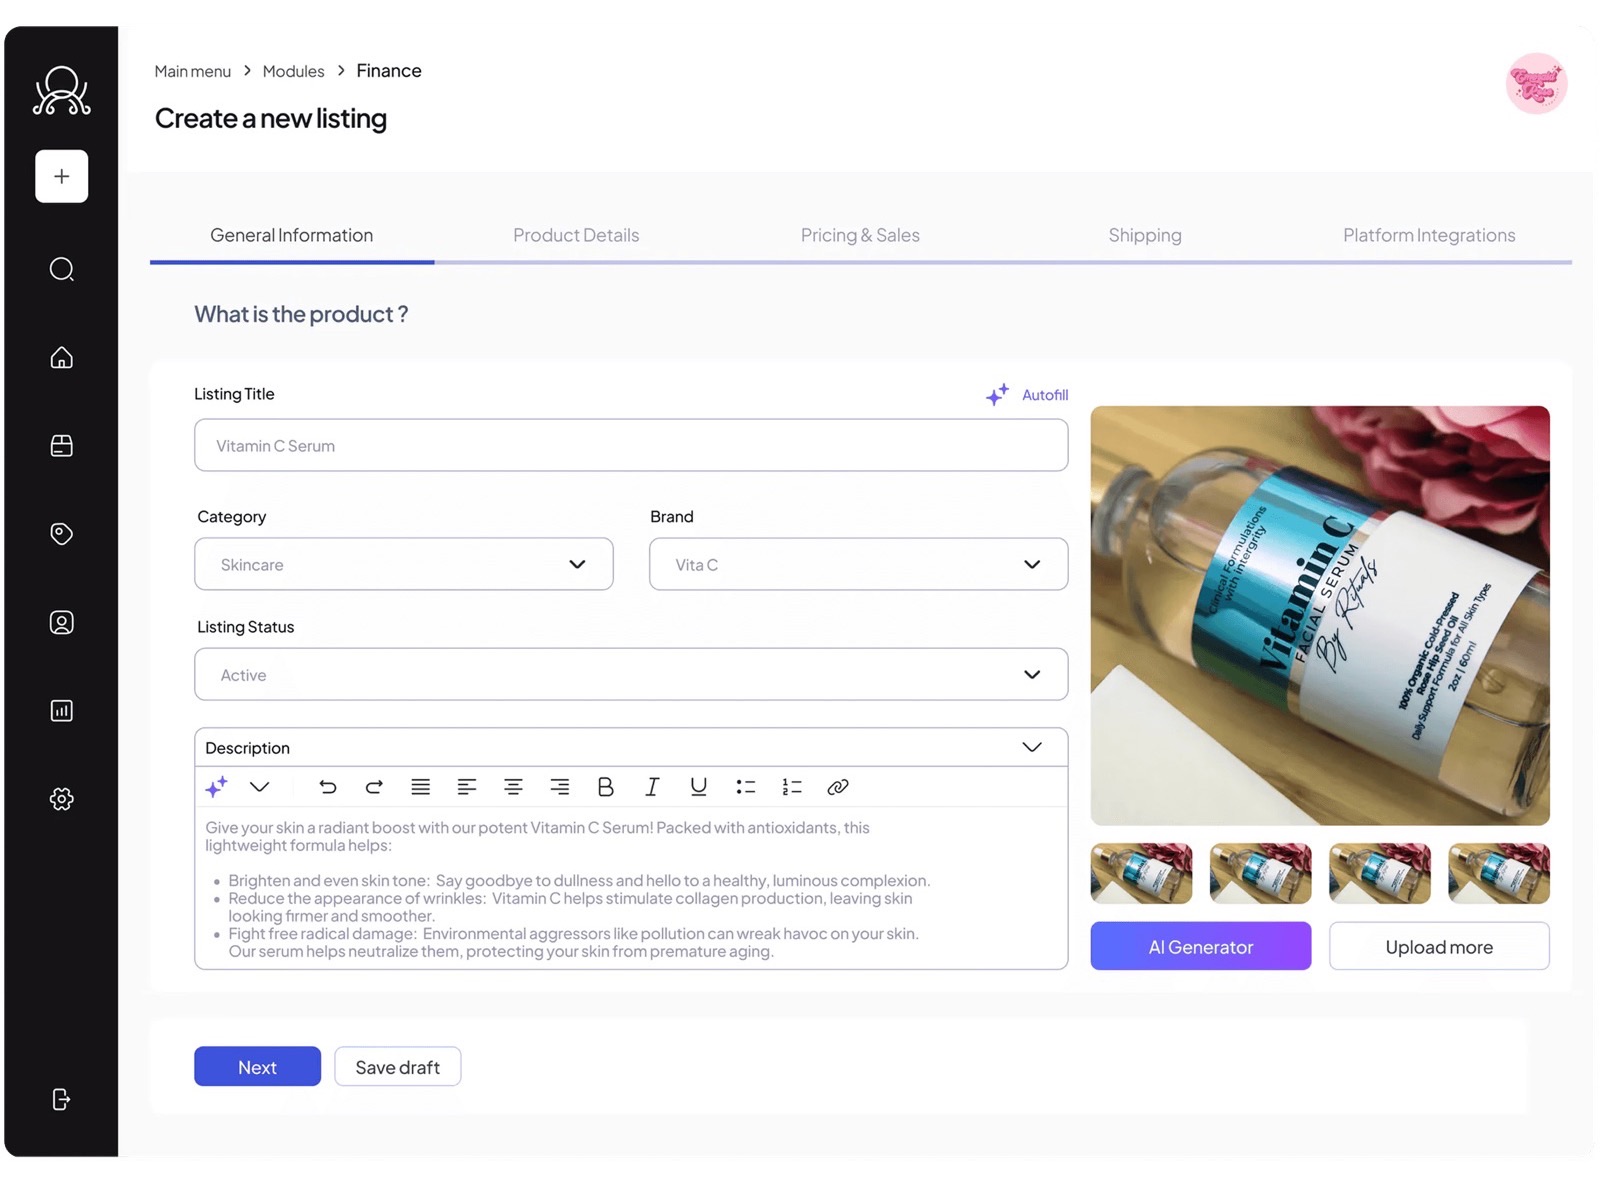 Main menu > Modules > Finance
Create a new listing
Emerald Rose
General Information
Product Details
Pricing & Sales
Shipping
Platform Integrations
What is the product ?
Listing Title
Autofill
Vitamin C Serum
Category
Brand
Skincare
Vita C
Listing Status
Active
Description
Give your skin a radiant boost with our potent Vitamin C Serum! Packed with antioxidants, this
lightweight formula helps:
• Brighten and even skin tone: Say goodbye to dullness and hello to a healthy, luminous complexion.
• Reduce the appearance of wrinkles: Vitamin C helps stimulate collagen production, leaving skin
looking firmer and smoother.
• Fight free radical damage: Environmental aggressors like pollution can wreak havoc on your skin.
Our serum helps neutralize them, protecting your skin from premature aging.
Clinical Formulations
with intergrity
Vitamin C
FACIAL SERUM
By Rituals
100% Organic Cold-Pressed
Rose Hip Seed Oil
Daily Support Formula for All Skin Types
2oz | 60ml
AI Generator
Upload more
Next
Save draft